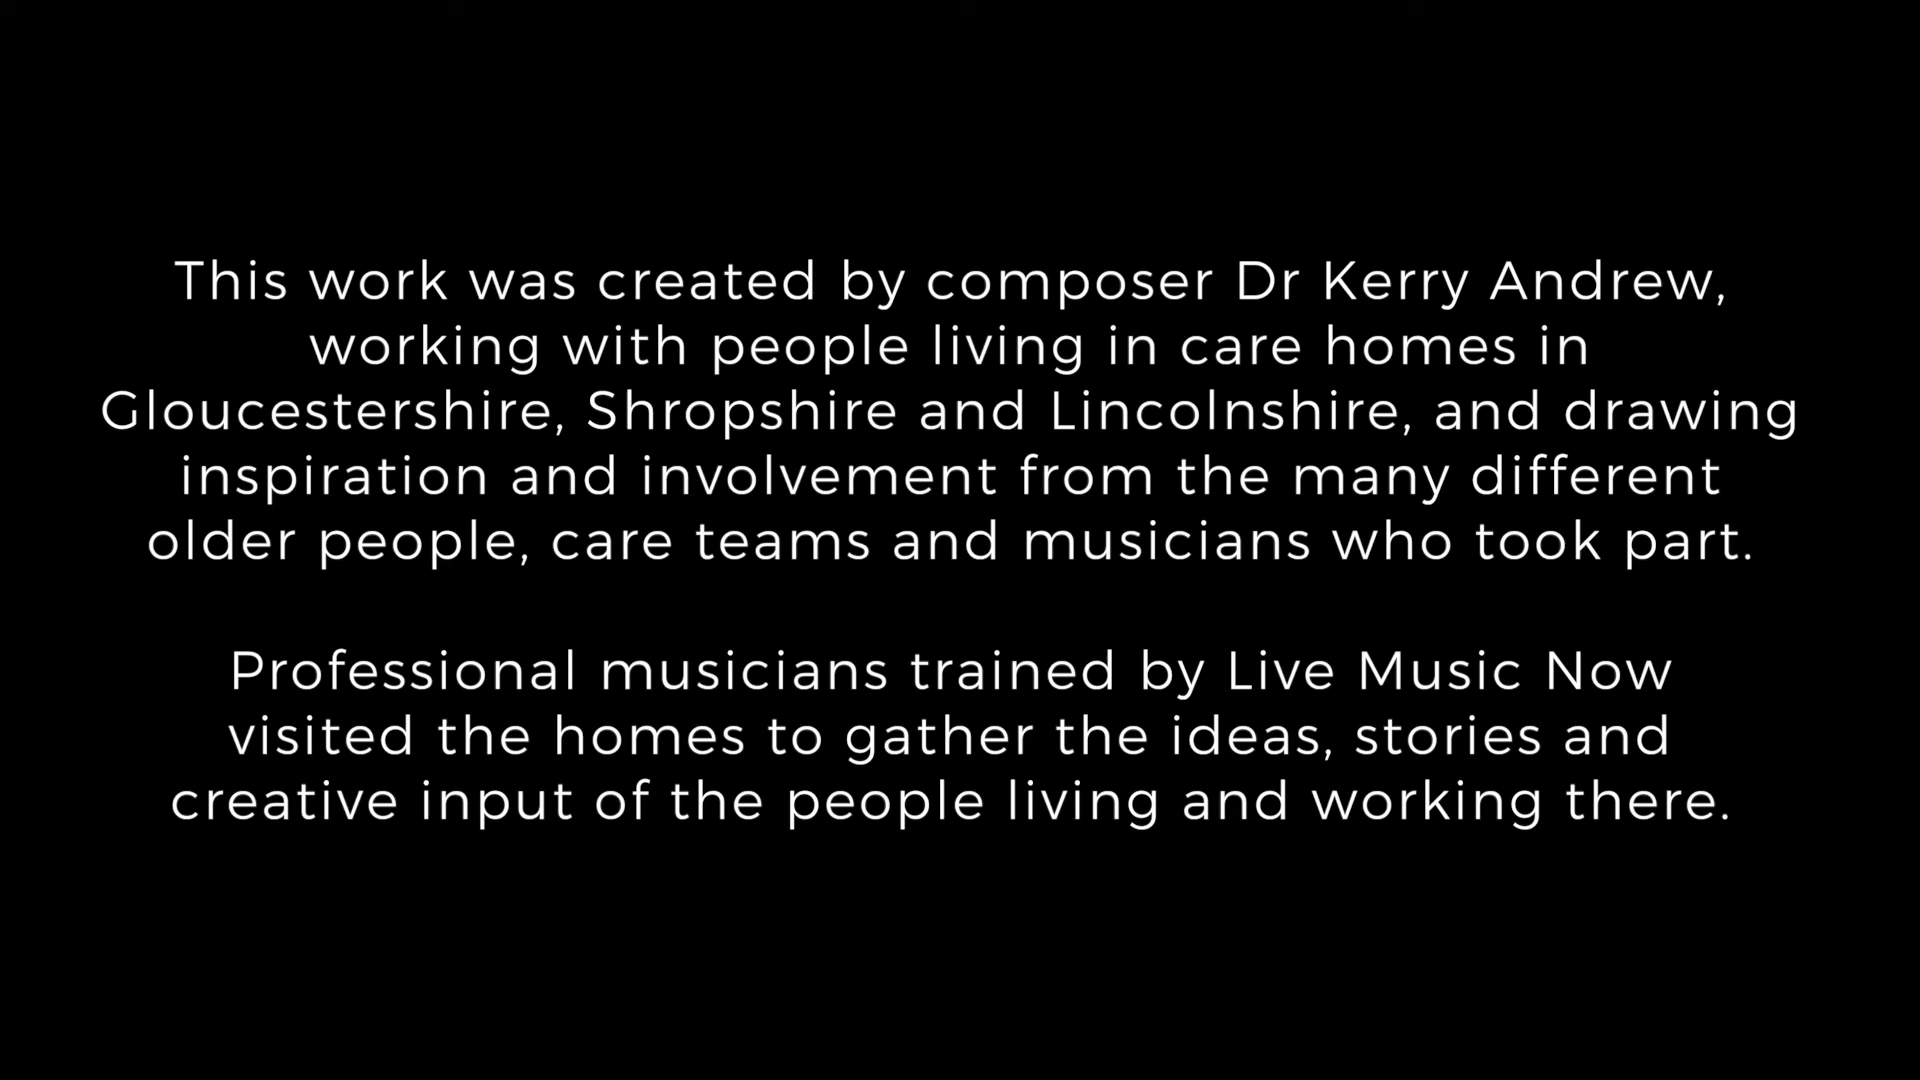 This work was created by composer Dr Kerry Andrew,
working with people living in care homes in
Gloucestershire, Shropshire and Lincolnshire, and drawing
inspiration and involvement from the many different
older people, care teams and musicians who took part.
Professional musicians trained by Live Music Now
visited the homes to gather the ideas, stories and
creative input of the people living and working there.